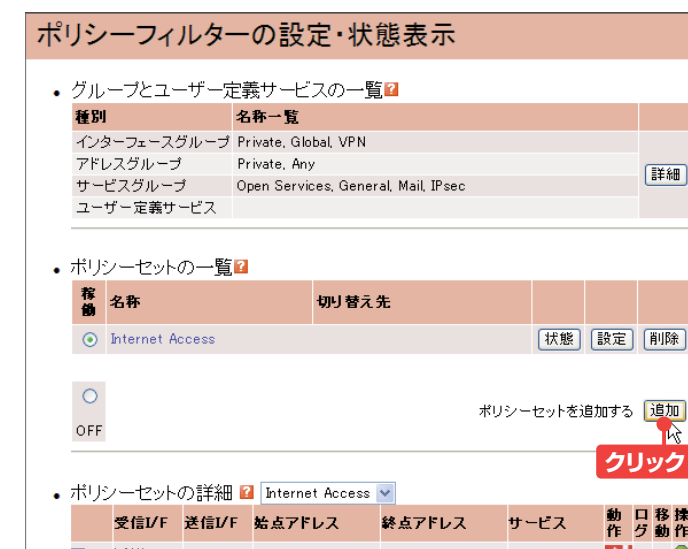 ポリシーフィルターの設定・状態表示
グループとユーザー定義サービスの一覧?
種別 名称一覧
インターフェースグループ Private, Global, VPN
アドレスグループ Private, Any
サービスグループ Open Services, General, Mail, IPsec
ユーザー定義サービス
詳細
ポリシーセットの一覧?
稼働 名称 切り替え先
Internet Access 状態 設定 削除
OFF
ポリシーセットを追加する 追加
クリック
ポリシーセットの詳細 ? Internet Access
受信I/F 送信I/F 始点アドレス 終点アドレス サービス 動作 ログ 移動 操作